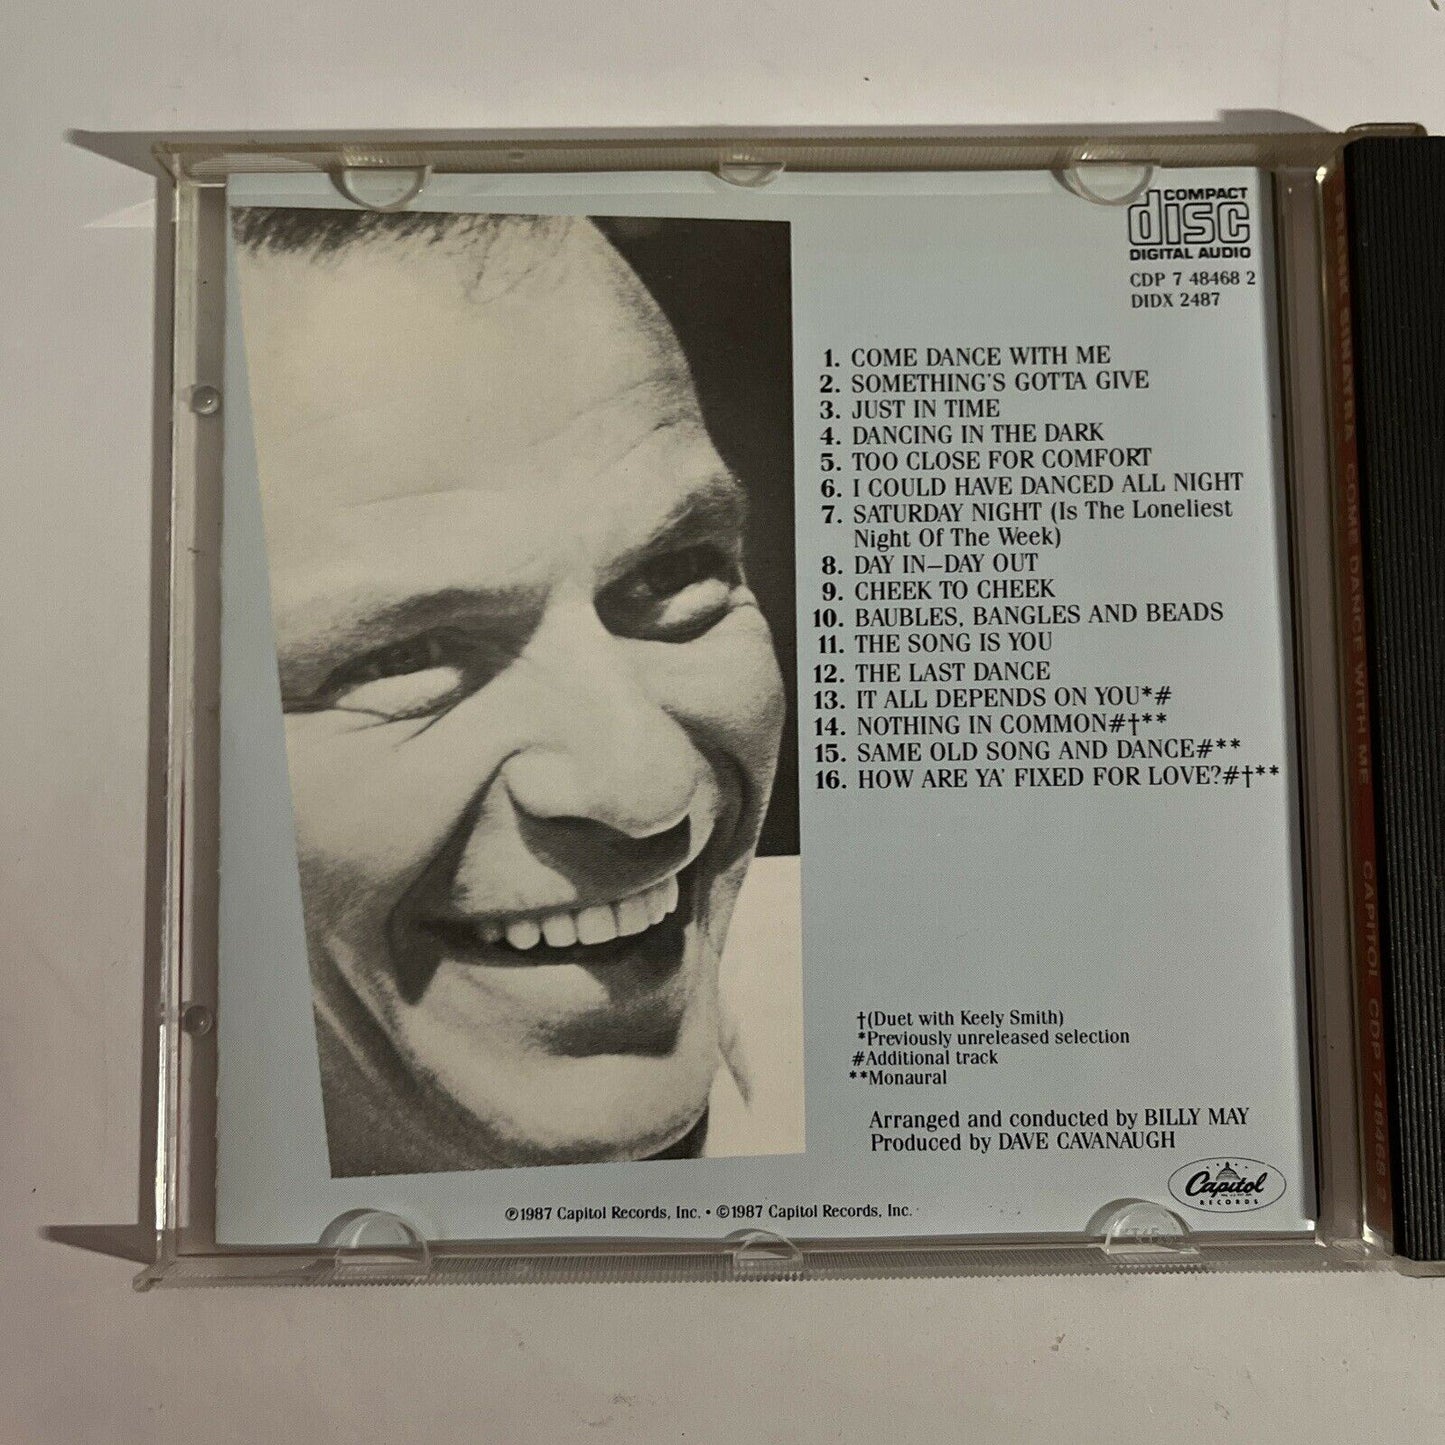 COMPACT
disc
DIGITAL AUDIO
CDP 7 48468 2
DIDX 2487
1. COME DANCE WITH ME
2. SOMETHING'S GOTTA GIVE
3. JUST IN TIME
4. DANCING IN THE DARK
5. TOO CLOSE FOR COMFORT
6. I COULD HAVE DANCED ALL NIGHT
7. SATURDAY NIGHT (Is The Loneliest
Night Of The Week)
8. DAY IN—DAY OUT
9. CHEEK TO CHEEK
10. BAUBLES, BANGLES AND BEADS
11. THE SONG IS YOU
12. THE LAST DANCE
13. IT ALL DEPENDS ON YOU*#
14. NOTHING IN COMMON#†**
15. SAME OLD SONG AND DANCE#**
16. HOW ARE YA' FIXED FOR LOVE?#†**
†(Duet with Keely Smith)
*Previously unreleased selection
#Additional track
**Monaural
Arranged and conducted by BILLY MAY
Produced by DAVE CAVANAUGH
Capitol
RECORDS
℗1987 Capitol Records, Inc. • ©1987 Capitol Records, Inc.
FRANK SINATRA COME DANCE WITH ME CAPITOL CDP 7 48468 2